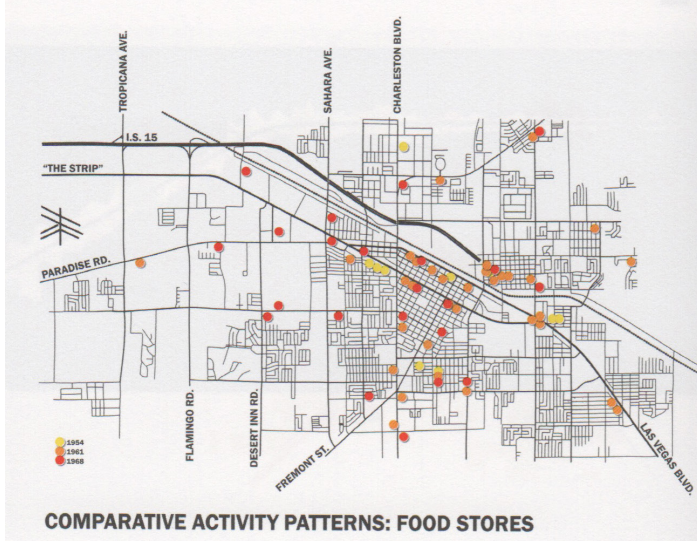 TROPICANA AVE.
SAHARA AVE.
CHARLESTON BLVD.
I.S. 15
"THE STRIP"
PARADISE RD.
FLAMINGO RD.
DESERT INN RD.
FREMONT ST.
LAS VEGAS BLVD.
1954
1961
1968
COMPARATIVE ACTIVITY PATTERNS: FOOD STORES